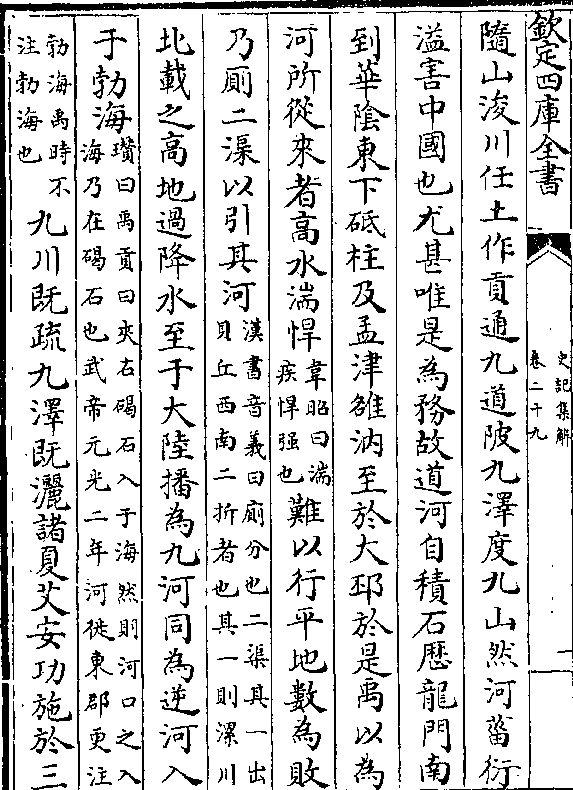 欽定四庫全書
史記集解
卷二十九
一
隨山浚川任土作貢通九道陂九澤度九山然河菑衍
溢害中國也尤甚唯是為務故道河自積石歷龍門南
到華陰東下砥柱及孟津雒汭至於大邳於是禹以為
河所從來者高水湍悍
韋昭曰湍
疾悍强也
難以行平地數為敗
乃厠二渠以引其河
漢書音義曰厠分也二渠其一出
貝丘西南二折者也其一則漯川
北載之高地過降水至于大陸播為九河同為逆河入
于勃海
瓚曰禹貢曰夾右碣石入于海然則河口之入
海乃在碣石也武帝元光二年河徙東郡更注
勃海禹時不
注勃海也
九川既疏九澤既灑諸夏艾安功施於三